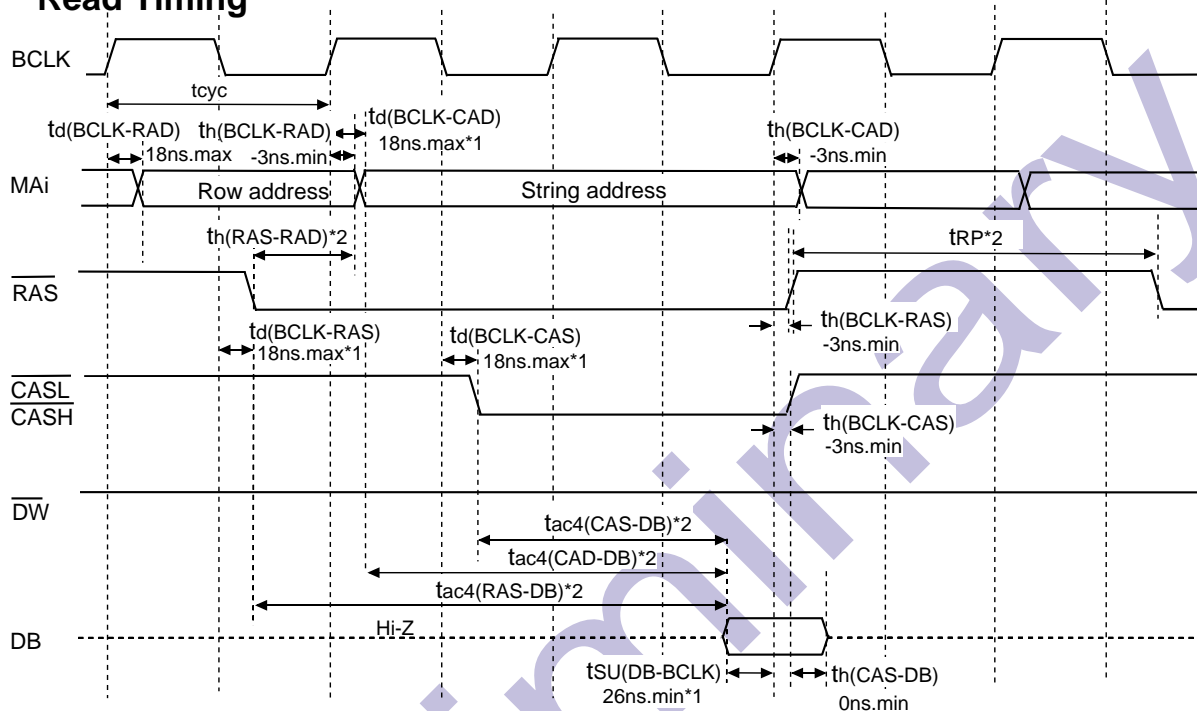 Read Timing
BCLK
tcyc
td(BCLK-RAD)
18ns.max
th(BCLK-RAD)
-3ns.min
td(BCLK-CAD)
18ns.max*1
th(BCLK-CAD)
-3ns.min
MAi
Row address
String address
th(RAS-RAD)*2
tRP*2
RAS
td(BCLK-RAS)
18ns.max*1
td(BCLK-CAS)
18ns.max*1
th(BCLK-RAS)
-3ns.min
CASL
CASH
th(BCLK-CAS)
-3ns.min
DW
tac4(CAS-DB)*2
tac4(CAD-DB)*2
tac4(RAS-DB)*2
DB
Hi-Z
tSU(DB-BCLK)
26ns.min*1
th(CAS-DB)
0ns.min